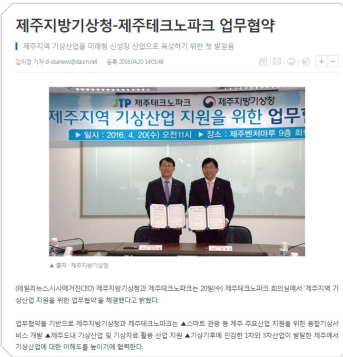 제주지방기상청-제주테크노파크 업무협약
제주지역 기상산업을 미래형 신성장 산업으로 육성하기 위한 첫 발걸음
기자 d-ssanews@daum.net 등록 2016.04.20 14:01:46
JTP 제주테크노파크 제주지방기상청
제주지역 기상산업 지원을 위한 업무협
▶ 일시 : 2016. 4. 20(수) 오전11시 ▶ 장소 : 제주벤처마루 9층 회의
▲ 출처 : 제주지방기상청
(데일리뉴스,시사매거진CEO) 제주지방기상청과 제주테크노파크는 20일(수) 제주테크노파크 회의실에서 '제주지역 기
상산업 지원을 위한 업무협약'을 체결했다고 밝혔다.
업무협약을 기반으로 제주지방기상청과 제주테크노파크는 ▲스마트 관광 등 제주 주요산업 지원을 위한 융합기상서
비스 개발 ▲제주도내 기상산업 및 기상자료 활용 산업 지원 ▲기상기후에 민감한 1차와 3차산업이 발달한 제주에서
기상산업에 대한 이해도를 높이기에 협력한다.